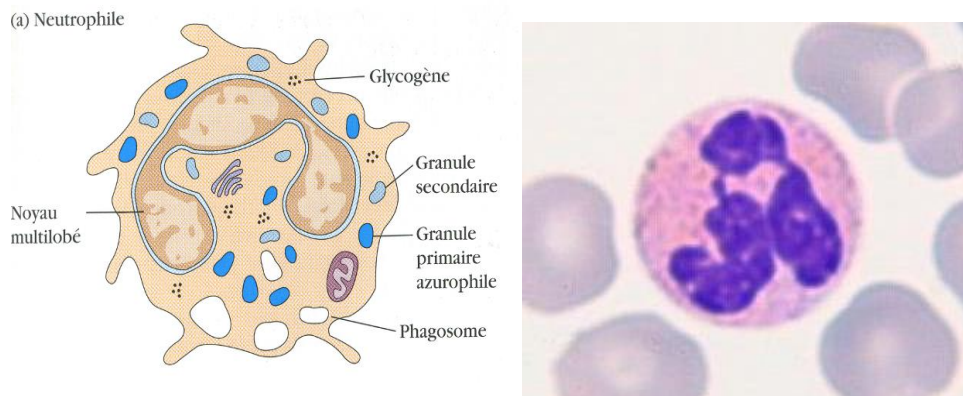 (a) Neutrophile
Glycogène
Granule
secondaire
Noyau
multilobé
Granule
primaire
azurophile
Phagosome